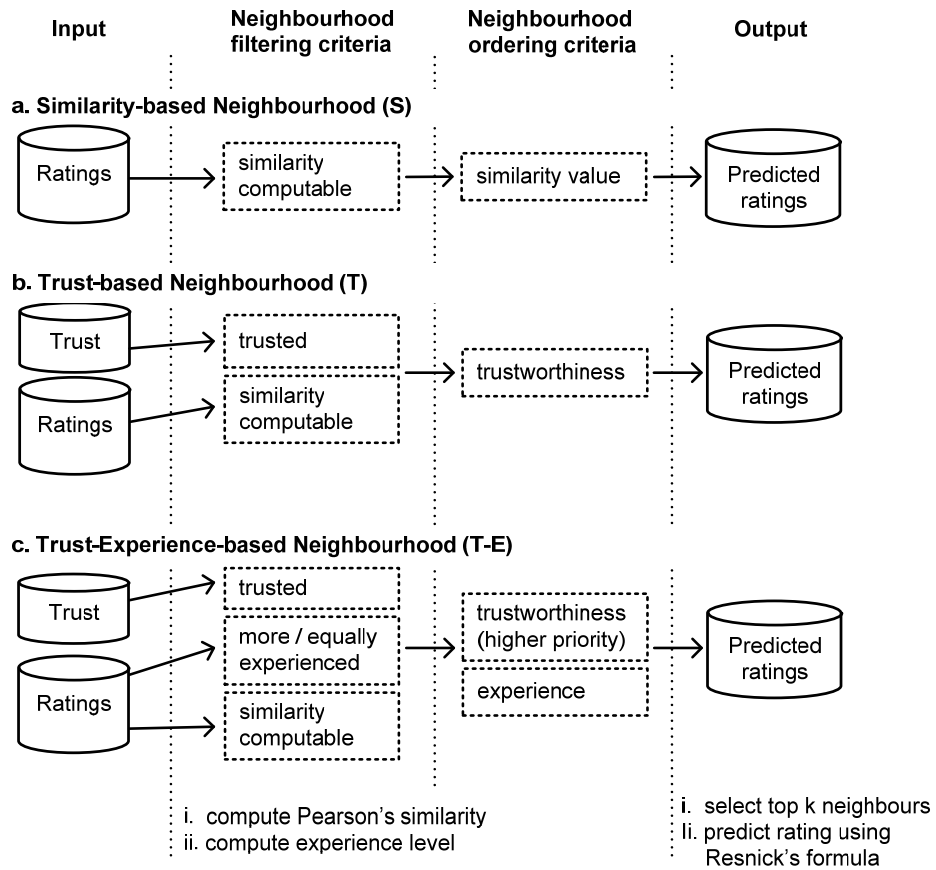 Input
Neighbourhood
filtering criteria
Neighbourhood
ordering criteria
Output
a. Similarity-based Neighbourhood (S)
Ratings
similarity
computable
similarity value
Predicted
ratings
b. Trust-based Neighbourhood (T)
Trust
Ratings
trusted
similarity
computable
trustworthiness
Predicted
ratings
c. Trust-Experience-based Neighbourhood (T-E)
Trust
Ratings
trusted
more / equally
experienced
similarity
computable
trustworthiness
(higher priority)
experience
Predicted
ratings
i. compute Pearson's similarity
ii. compute experience level
i. select top k neighbours
Ii. predict rating using
Resnick's formula